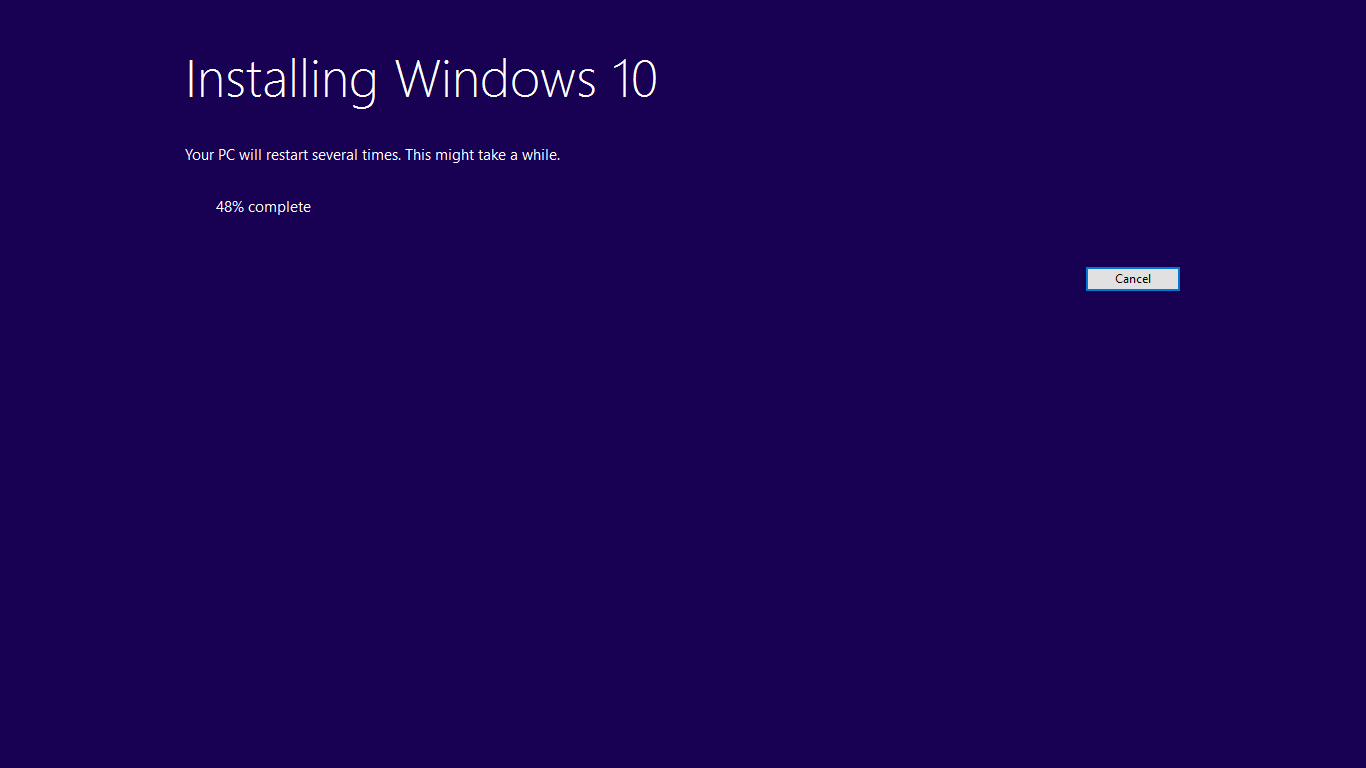 Installing Windows 10
Your PC will restart several times. This might take a while.
48% complete
Cancel